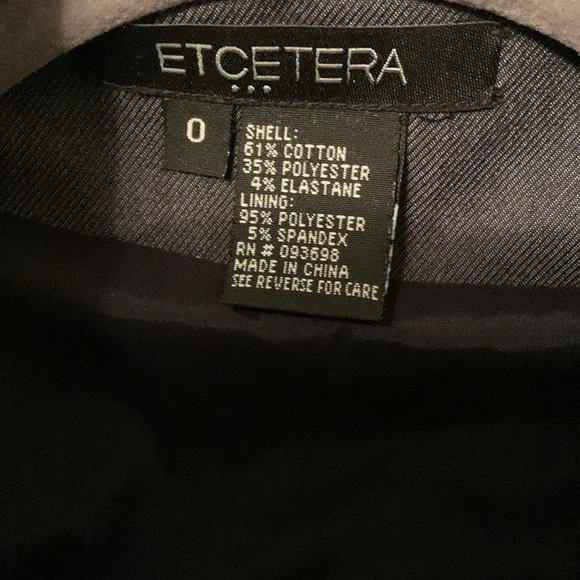 ETCETERA
...
0
SHELL:
61% COTTON
35% POLYESTER
4% ELASTANE
LINING:
95% POLYESTER
5% SPANDEX
RN # 093698
MADE IN CHINA
SEE REVERSE FOR CARE